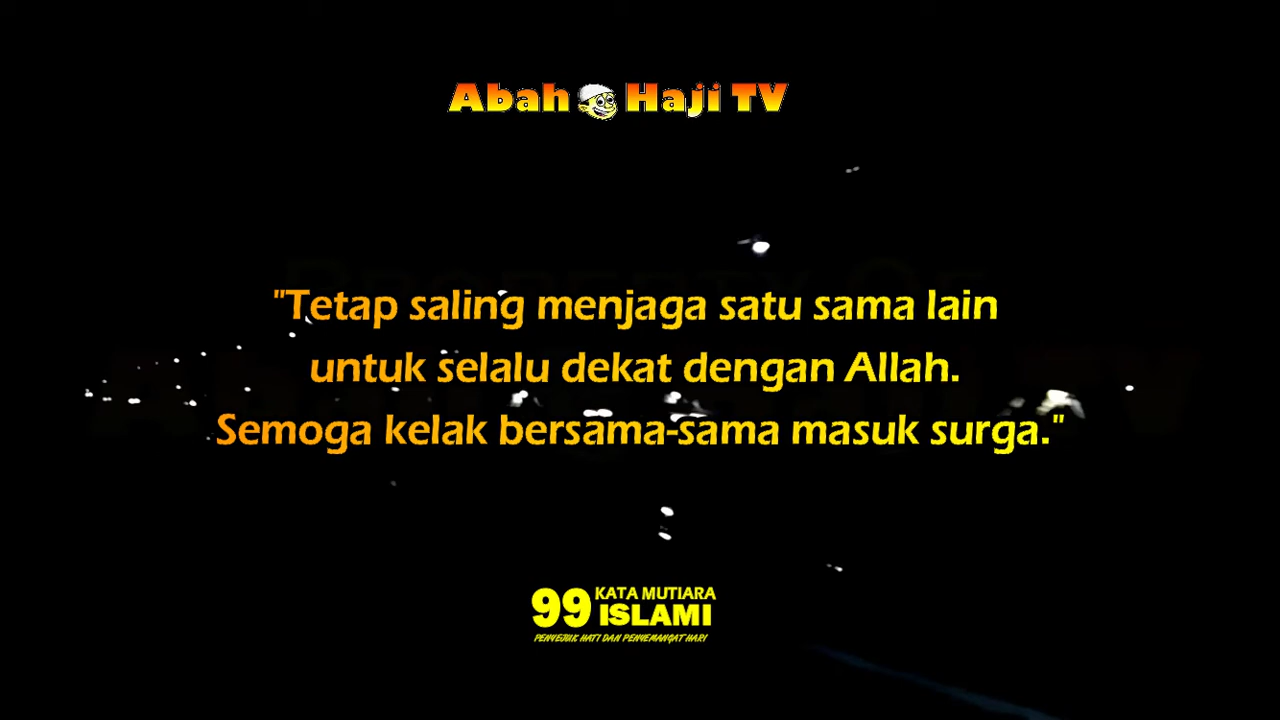 Abah Haji TV
"Tetap saling menjaga satu sama lain
untuk selalu dekat dengan Allah.
Semoga kelak bersama-sama masuk surga."
99 KATA MUTIARA
ISLAMI
PENYEJUK HATI DAN PENYEMANGAT HARI